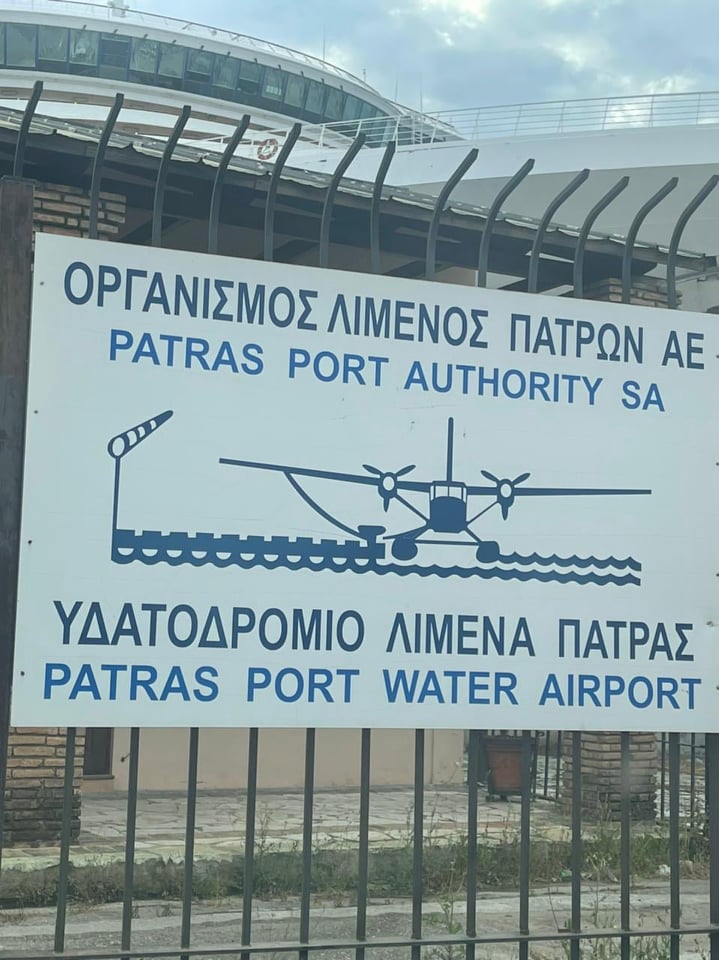 ΟΡΓΑΝΙΣΜΟΣ ΛΙΜΕΝΟΣ ΠΑΤΡΩΝ ΑΕ
PATRAS PORT AUTHORITY SA
ΥΔΑΤΟΔΡΟΜΙΟ ΛΙΜΕΝΑ ΠΑΤΡΑΣ
PATRAS PORT WATER AIRPORT